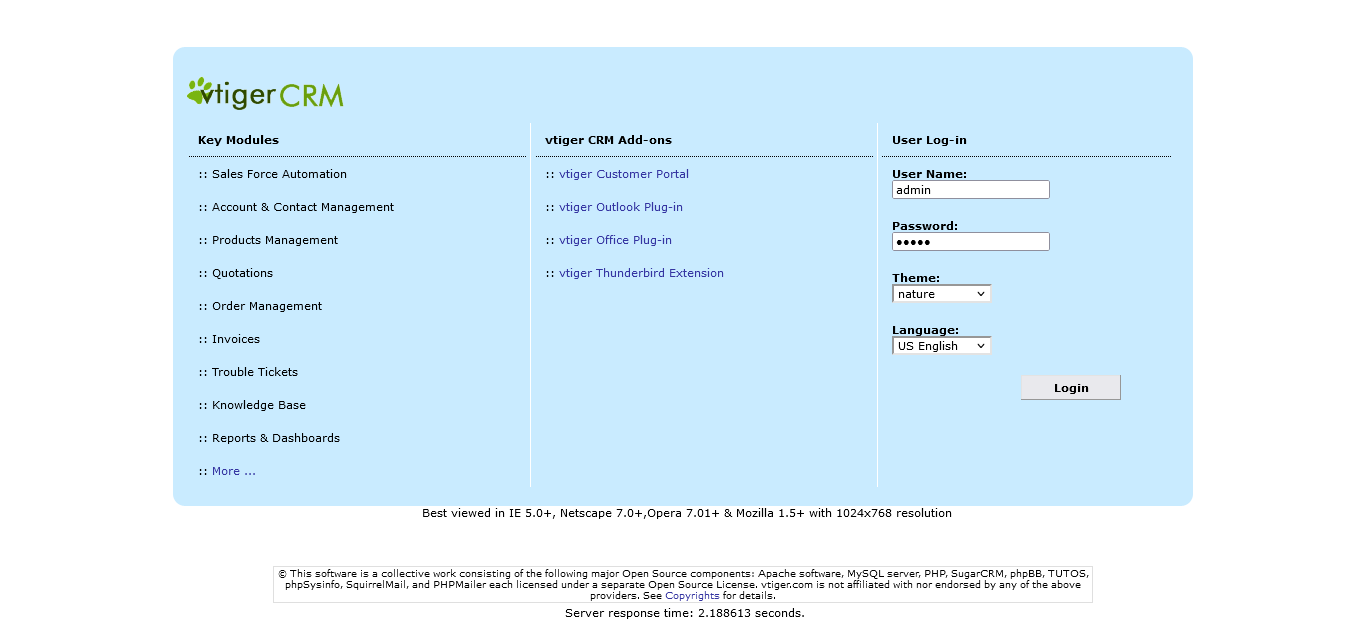 vtiger CRM
Key Modules
:: Sales Force Automation
:: Account & Contact Management
:: Products Management
:: Quotations
:: Order Management
:: Invoices
:: Trouble Tickets
:: Knowledge Base
:: Reports & Dashboards
:: More ...
vtiger CRM Add-ons
:: vtiger Customer Portal
:: vtiger Outlook Plug-in
:: vtiger Office Plug-in
:: vtiger Thunderbird Extension
User Log-in
User Name:
admin
Password:
•••••
Theme:
nature
Language:
US English
Login
Best viewed in IE 5.0+, Netscape 7.0+,Opera 7.01+ & Mozilla 1.5+ with 1024x768 resolution
© This software is a collective work consisting of the following major Open Source components: Apache software, MySQL server, PHP, SugarCRM, phpBB, TUTOS,
phpSysinfo, SquirrelMail, and PHPMailer each licensed under a separate Open Source License. vtiger.com is not affiliated with nor endorsed by any of the above
providers. See Copyrights for details.
Server response time: 2.188613 seconds.